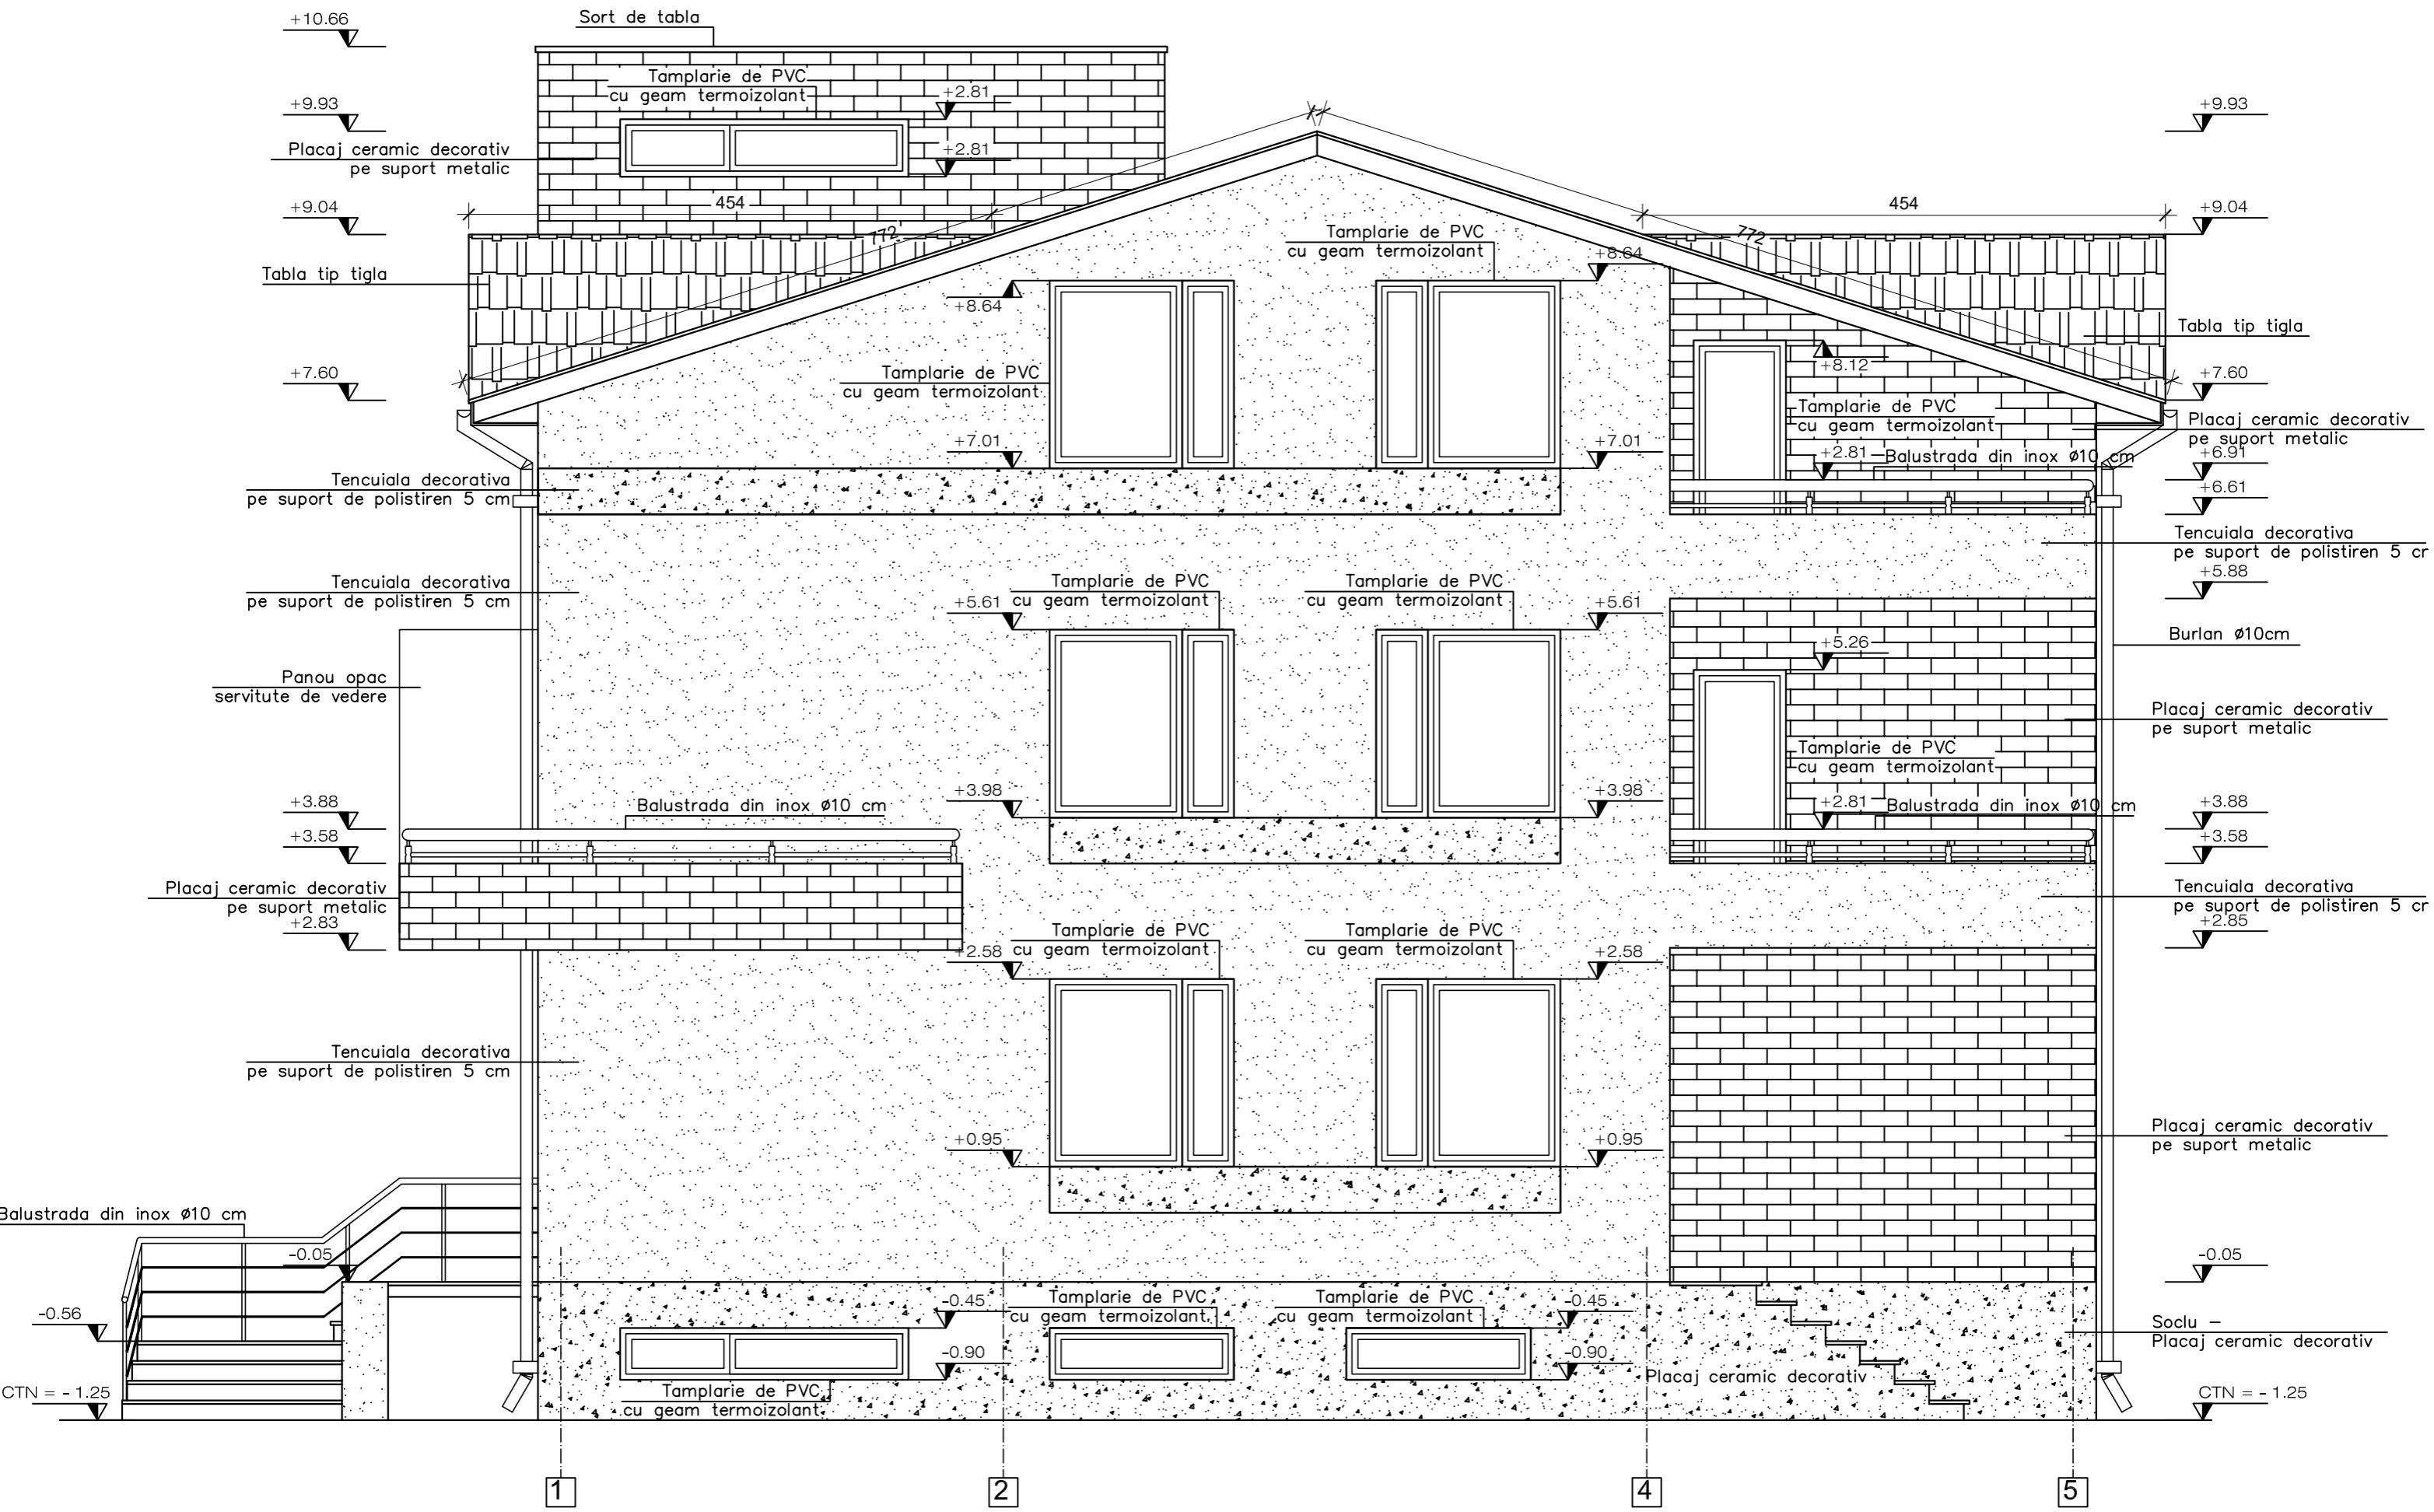 +10.66
Sort de tabla
Tamplarie de PVC
cu geam termoizolant
+2.81
+9.93
+9.93
Placaj ceramic decorativ
pe suport metalic
+2.81
454
454
+9.04
+9.04
772
772
Tamplarie de PVC
cu geam termoizolant
+8.64
Tabla tip tigla
+8.64
Tabla tip tigla
+7.60
Tamplarie de PVC
cu geam termoizolant
+8.12
+7.60
Tamplarie de PVC
cu geam termoizolant
Placaj ceramic decorativ
pe suport metalic
+7.01
+7.01
+2.81
Balustrada din inox ø10 cm
+6.91
Tencuiala decorativa
pe suport de polistiren 5 cm
+6.61
Tencuiala decorativa
pe suport de polistiren 5 cr
Tencuiala decorativa
pe suport de polistiren 5 cm
Tamplarie de PVC
cu geam termoizolant
Tamplarie de PVC
cu geam termoizolant
+5.88
+5.61
+5.61
Burlan ø10cm
+5.26
Panou opac
servitute de vedere
Placaj ceramic decorativ
pe suport metalic
Tamplarie de PVC
cu geam termoizolant
+3.88
Balustrada din inox ø10 cm
+3.98
+3.98
+2.81
Balustrada din inox ø10 cm
+3.88
+3.58
+3.58
Placaj ceramic decorativ
pe suport metalic
Tencuiala decorativa
pe suport de polistiren 5 cr
+2.83
+2.85
Tamplarie de PVC
cu geam termoizolant
Tamplarie de PVC
cu geam termoizolant
+2.58
+2.58
Tencuiala decorativa
pe suport de polistiren 5 cm
Placaj ceramic decorativ
pe suport metalic
+0.95
+0.95
Balustrada din inox ø10 cm
-0.05
-0.05
-0.56
-0.45
Tamplarie de PVC
cu geam termoizolant
Tamplarie de PVC
cu geam termoizolant
-0.45
Soclu –
Placaj ceramic decorativ
-0.90
-0.90
Placaj ceramic decorativ
CTN = - 1.25
Tamplarie de PVC
cu geam termoizolant
CTN = - 1.25
1
2
4
5